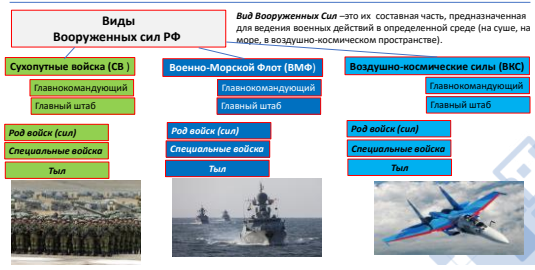 Виды
Вооруженных сил РФ
Вид Вооруженных Сил –это их составная часть, предназначенная
для ведения военных действий в определенной среде (на суше, на
море, в воздушно-космическом пространстве).
Сухопутные войска (СВ )
Главнокомандующий
Главный штаб
Род войск (сил)
Специальные войска
Тыл
Военно-Морской Флот (ВМФ)
Главнокомандующий
Главный штаб
Род войск (сил)
Специальные войска
Тыл
Воздушно-космические силы (ВКС)
Главнокомандующий
Главный штаб
Род войск (сил)
Специальные войска
Тыл